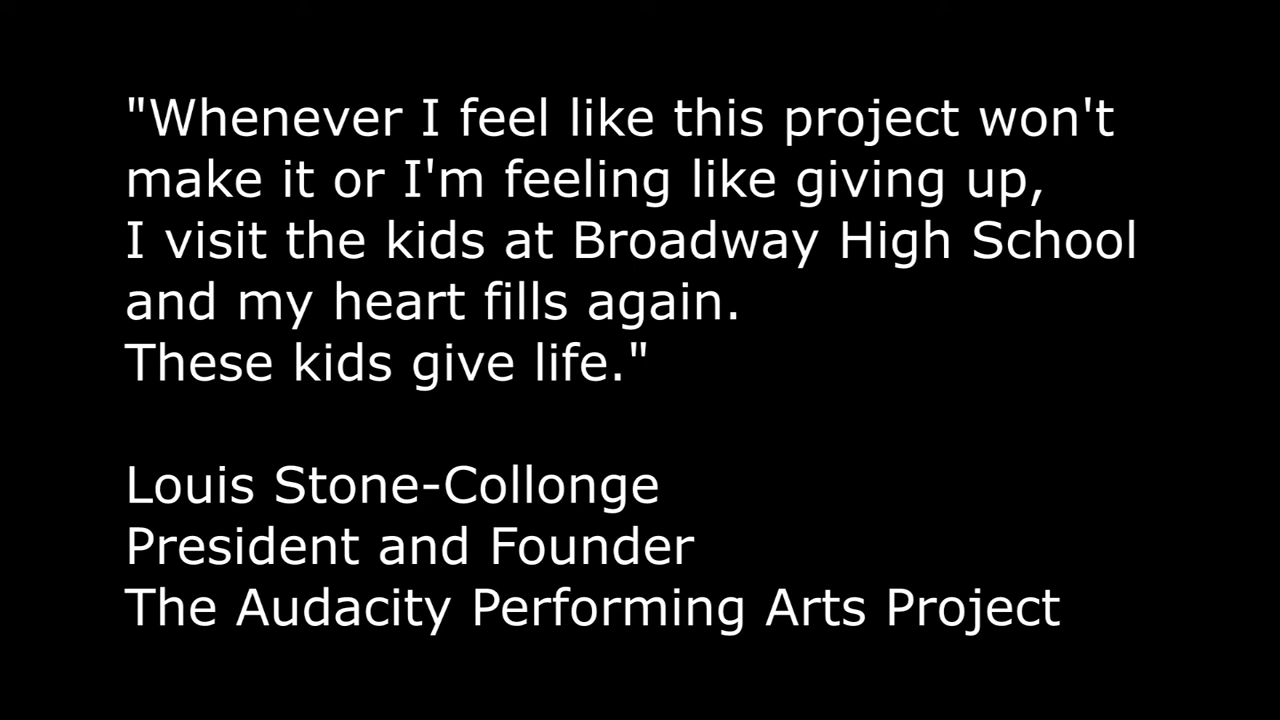 "Whenever I feel like this project won't
make it or I'm feeling like giving up,
I visit the kids at Broadway High School
and my heart fills again.
These kids give life."
Louis Stone-Collonge
President and Founder
The Audacity Performing Arts Project